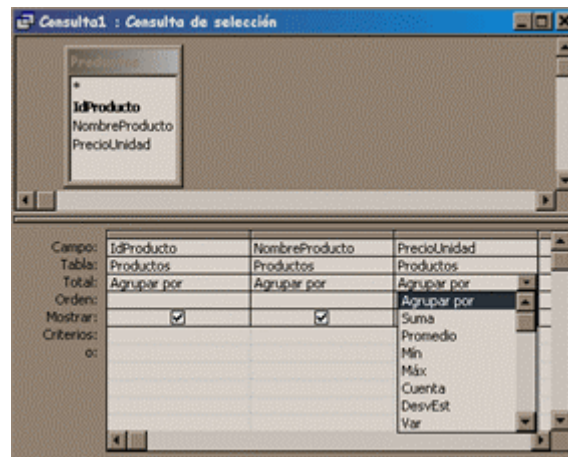 Consulta1 : Consulta de selección
Productos
*
IdProducto
NombreProducto
PrecioUnidad
Campo: IdProducto NombreProducto PrecioUnidad
Tabla: Productos Productos Productos
Total: Agrupar por Agrupar por Agrupar por
Orden: Agrupar por
Mostrar: Suma
Criterios: Promedio
o: Mín
Máx
Cuenta
DesvEst
Var